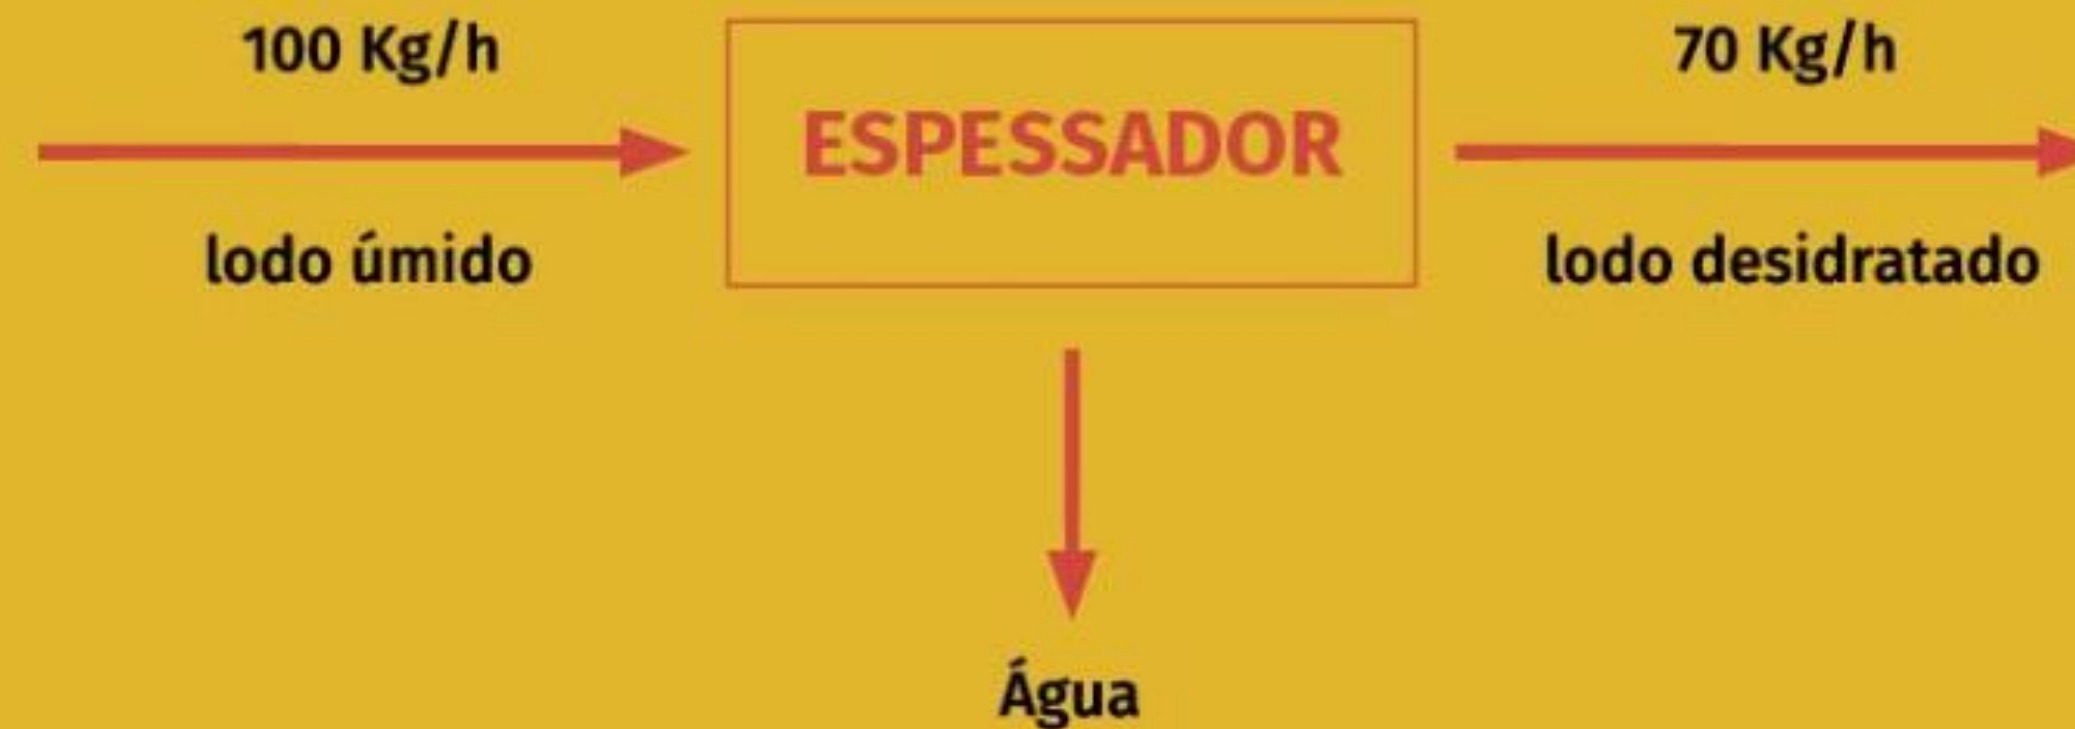 100 Kg/h
70 Kg/h
ESPESSADOR
lodo úmido
lodo desidratado
Água